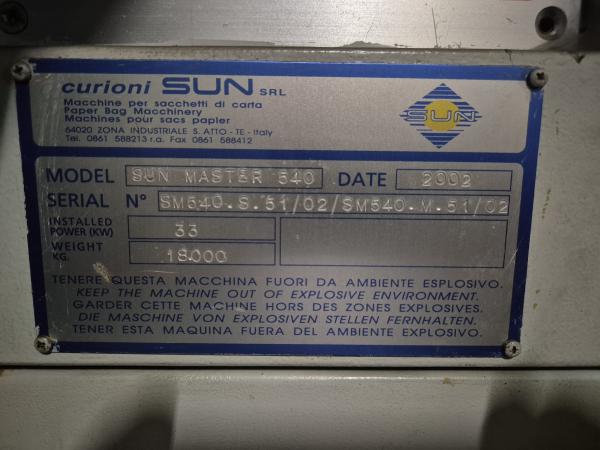 curioni SUN SRL
Macchine per sacchetti di carta
Paper Bag Macchinery
Machines pour sacs papier
64020 ZONA INDUSTRIALE S. ATTO - TE - Italy
Tel. 0861 588213 r.a. Fax 0861 588412
SUN
MODEL SUN MASTER 540 DATE 2002
SERIAL N° SM540.S.51/02/SM540.M.51/02
INSTALLED POWER (KW) 33
WEIGHT KG. 18.000
TENERE QUESTA MACCHINA FUORI DA AMBIENTE ESPLOSIVO.
KEEP THE MACHINE OUT OF EXPLOSIVE ENVIRONMENT.
GARDER CETTE MACHINE HORS DES ZONES EXPLOSIVES.
DIE MASCHINE VON EXPLOSIVEN STELLEN FERNHALTEN.
TENER ESTA MAQUINA FUERA DEL AMBIENTE EXPLOSIVO.